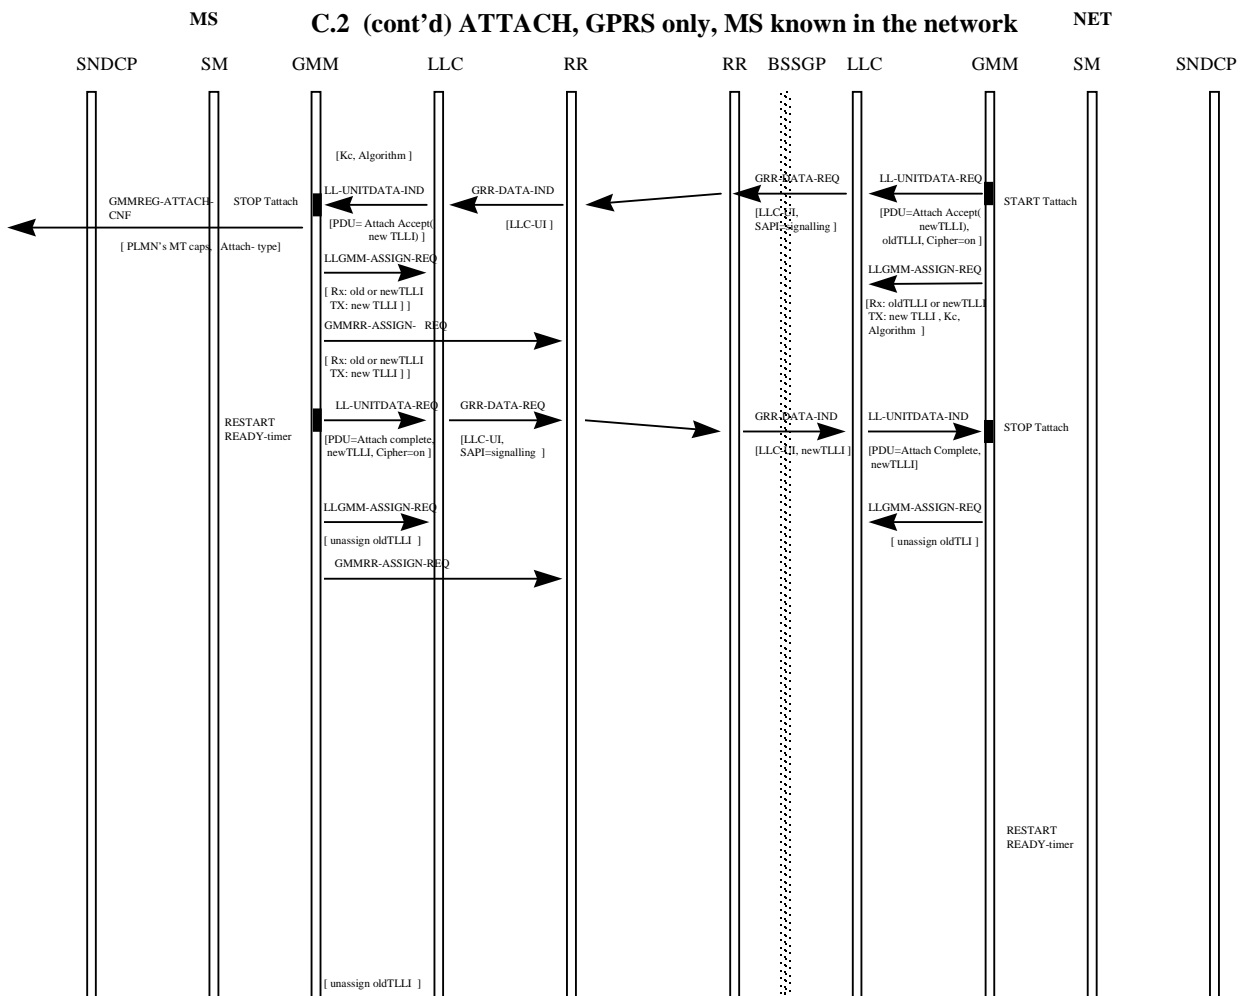 MS
C.2 (cont'd) ATTACH, GPRS only, MS known in the network
NET
SNDCP
SM
GMM
LLC
RR
RR
BSSGP
LLC
GMM
SM
SNDCP
[Kc, Algorithm ]
GMMREG-ATTACH-
CNF
STOP Tattach
LL-UNITDATA-IND
GRR-DATA-IND
GRR-DATA-REQ
LL-UNITDATA-REQ
START Tattach
[PDU= Attach Accept(
new TLLI) ]
[LLC-UI ]
[LLC-UI,
SAPI=signalling ]
[PDU=Attach Accept(
newTLLI),
oldTLLI, Cipher=on ]
[ PLMN's MT caps, Attach- type]
LLGMM-ASSIGN-REQ
LLGMM-ASSIGN-REQ
[ Rx: old or newTLLI
TX: new TLLI ] ]
[Rx: oldTLLI or newTLLI
TX: new TLLI , Kc,
Algorithm ]
GMMRR-ASSIGN- REQ
[ Rx: old or newTLLI
TX: new TLLI ] ]
RESTART
READY-timer
LL-UNITDATA-REQ
GRR-DATA-REQ
GRR-DATA-IND
LL-UNITDATA-IND
STOP Tattach
[PDU=Attach complete,
newTLLI, Cipher=on ]
[LLC-UI,
SAPI=signalling ]
[LLC-UI, newTLLI ]
[PDU=Attach Complete,
newTLLI]
LLGMM-ASSIGN-REQ
LLGMM-ASSIGN-REQ
[ unassign oldTLLI ]
[ unassign oldTLI ]
GMMRR-ASSIGN-REQ
RESTART
READY-timer
[ unassign oldTLLI ]